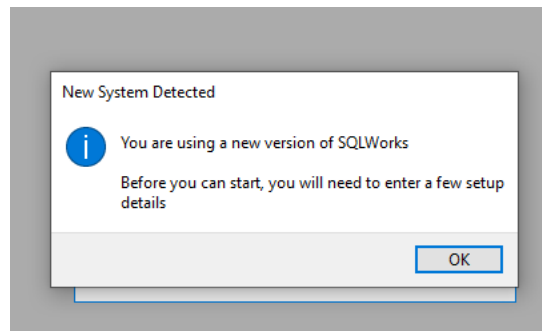 New System Detected
You are using a new version of SQLWorks
Before you can start, you will need to enter a few setup
details
OK